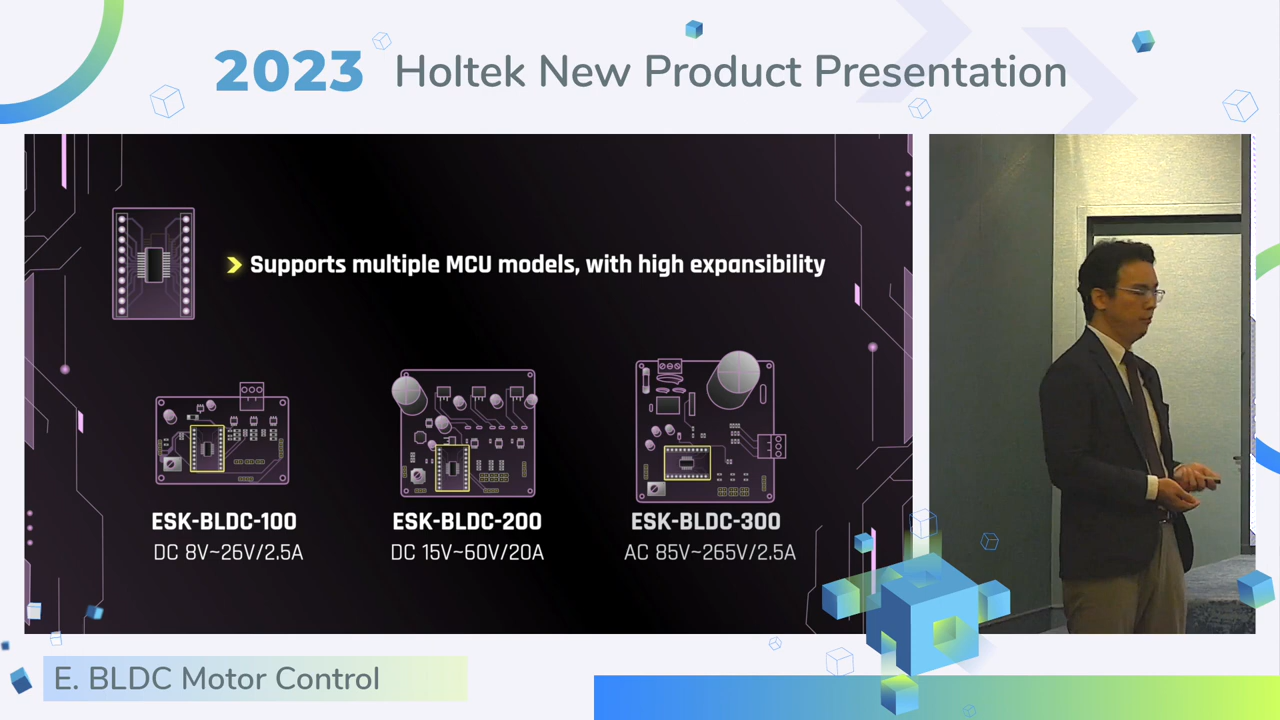 2023 Holtek New Product Presentation
Supports multiple MCU models, with high expansibility
ESK-BLDC-100
DC 8V~26V/2.5A
ESK-BLDC-200
DC 15V~60V/20A
ESK-BLDC-300
AC 85V~265V/2.5A
E. BLDC Motor Control